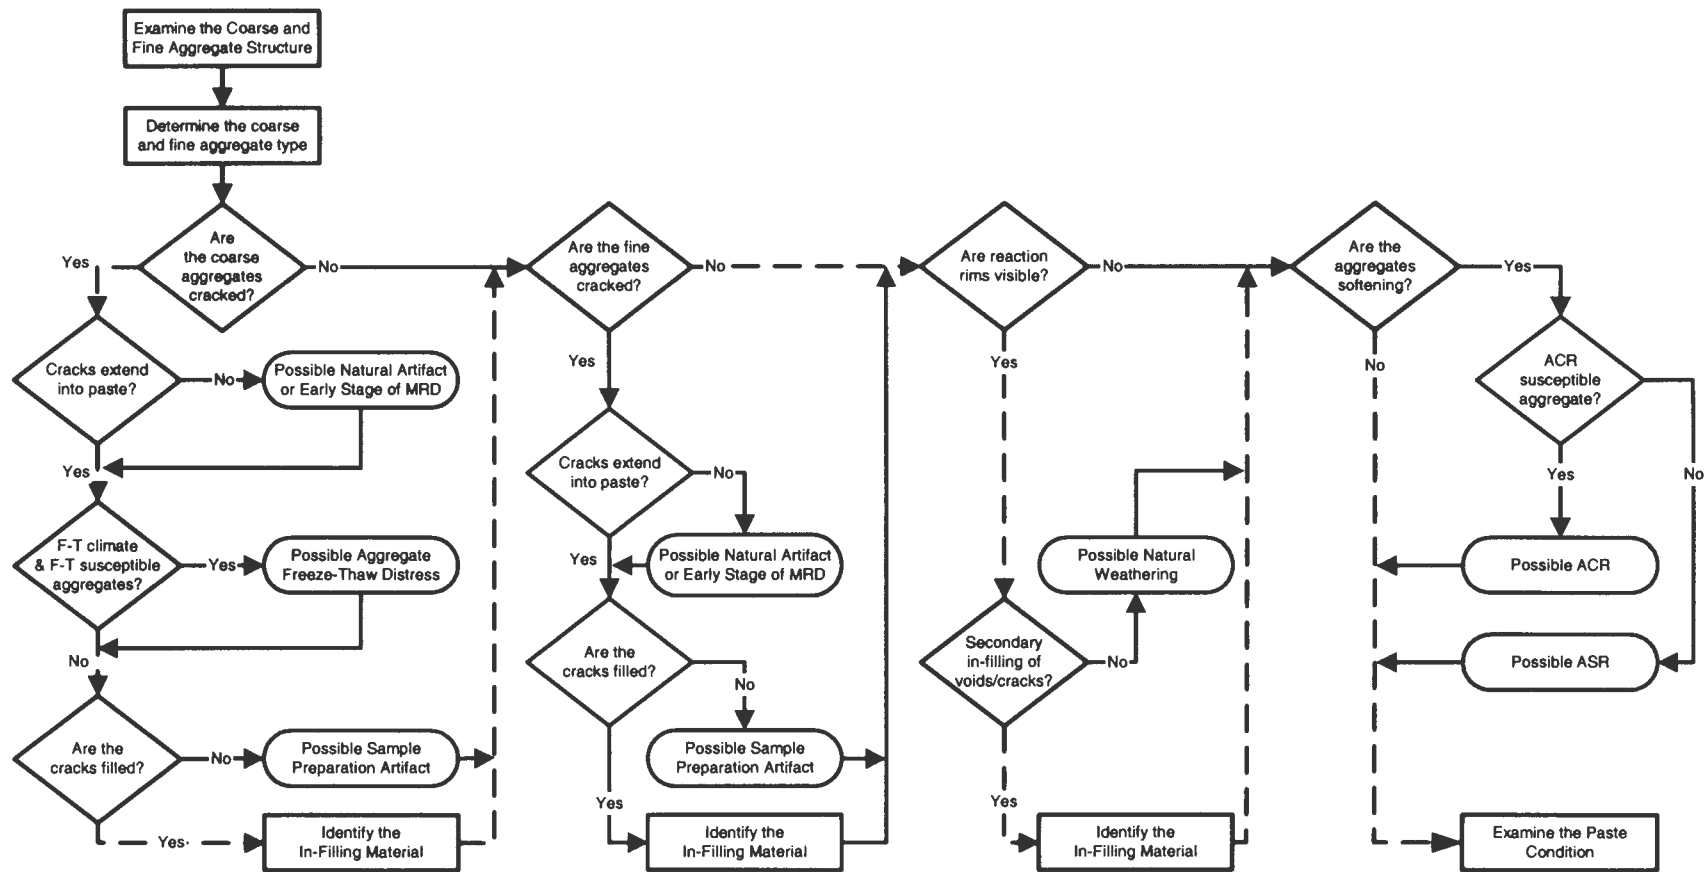 Examine the Coarse and
Fine Aggregate Structure
Determine the coarse
and fine aggregate type
Are
the coarse
aggregates
cracked?
Yes
No
Cracks extend
into paste?
No
Possible Natural Artifact
or Early Stage of MRD
Yes
F-T climate
& F-T susceptible
aggregates?
Yes
Possible Aggregate
Freeze-Thaw Distress
No
Are the
cracks filled?
No
Possible Sample
Preparation Artifact
Yes
Identify the
In-Filling Material
Are the fine
aggregates
cracked?
No
Yes
Cracks extend
into paste?
No
Yes
Possible Natural Artifact
or Early Stage of MRD
Are the
cracks filled?
No
Possible Sample
Preparation Artifact
Yes
Identify the
In-Filling Material
Are reaction
rims visible?
No
Yes
Possible Natural
Weathering
Secondary
in-filling of
voids/cracks?
No
Yes
Identify the
In-Filling Material
Are the
aggregates
softening?
Yes
No
ACR
susceptible
aggregate?
Yes
No
Possible ACR
Possible ASR
Examine the Paste
Condition